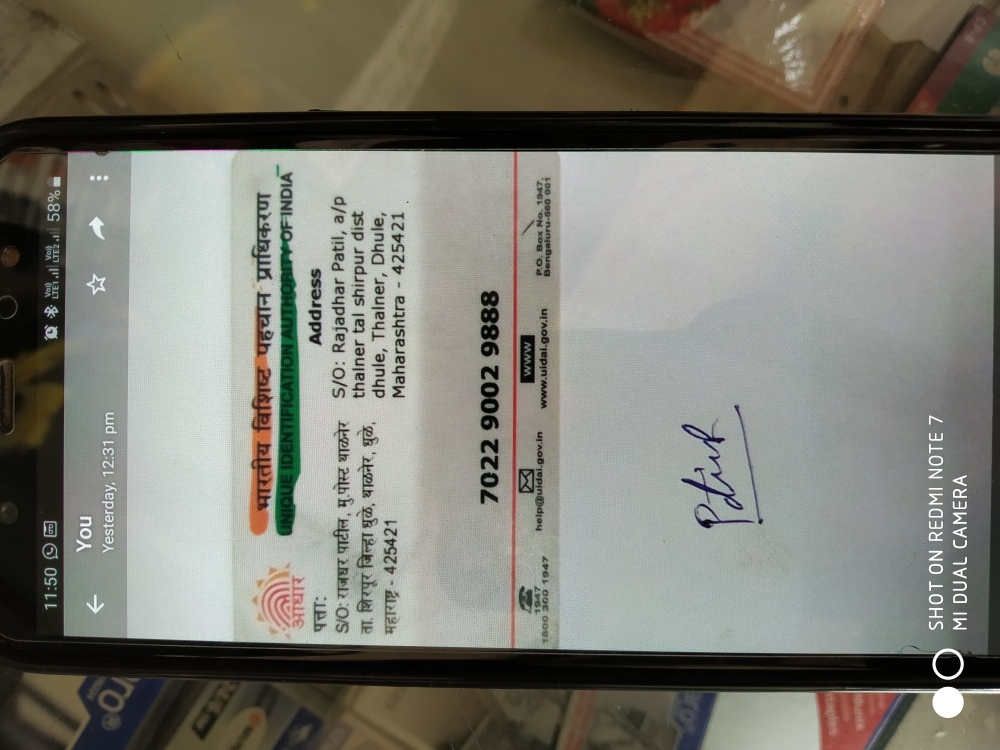 11:50
58%
You
Yesterday, 12:31 pm
भारतीय विशिष्ट पहचान प्राधिकरण
UNIQUE IDENTIFICATION AUTHORITY OF INDIA
आधार
पत्ता:
S/O: राजधर पाटील, मु.पोस्ट थाळनेर
ता. शिरपूर जिल्हा धुळे, थाळनेर, धुळे,
महाराष्ट्र - 425421
Address
S/O: Rajadhar Patil, a/p
thalner tal shirpur dist
dhule, Thalner, Dhule,
Maharashtra - 425421
7022 9002 9888
1947
1800 300 1947
help@uidai.gov.in
www
www.uidai.gov.in
P.O. Box No. 1947,
Bengaluru-560 001
SHOT ON REDMI NOTE 7
MI DUAL CAMERA